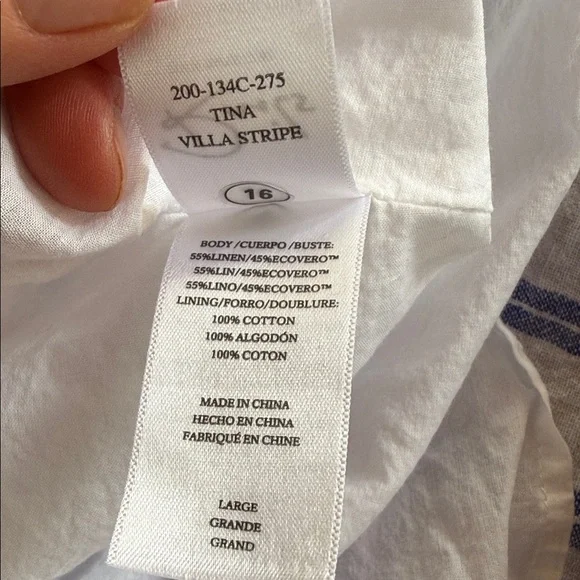 200-134C-275
TINA
VILLA STRIPE
16
BODY /CUERPO /BUSTE:
55%LINEN/45%ECOVERO™
55%LIN/45%ECOVERO™
55%LINO/45%ECOVERO™
LINING/FORRO/DOUBLURE:
100% COTTON
100% ALGODÓN
100% COTON
MADE IN CHINA
HECHO EN CHINA
FABRIQUÉ EN CHINE
LARGE
GRANDE
GRAND